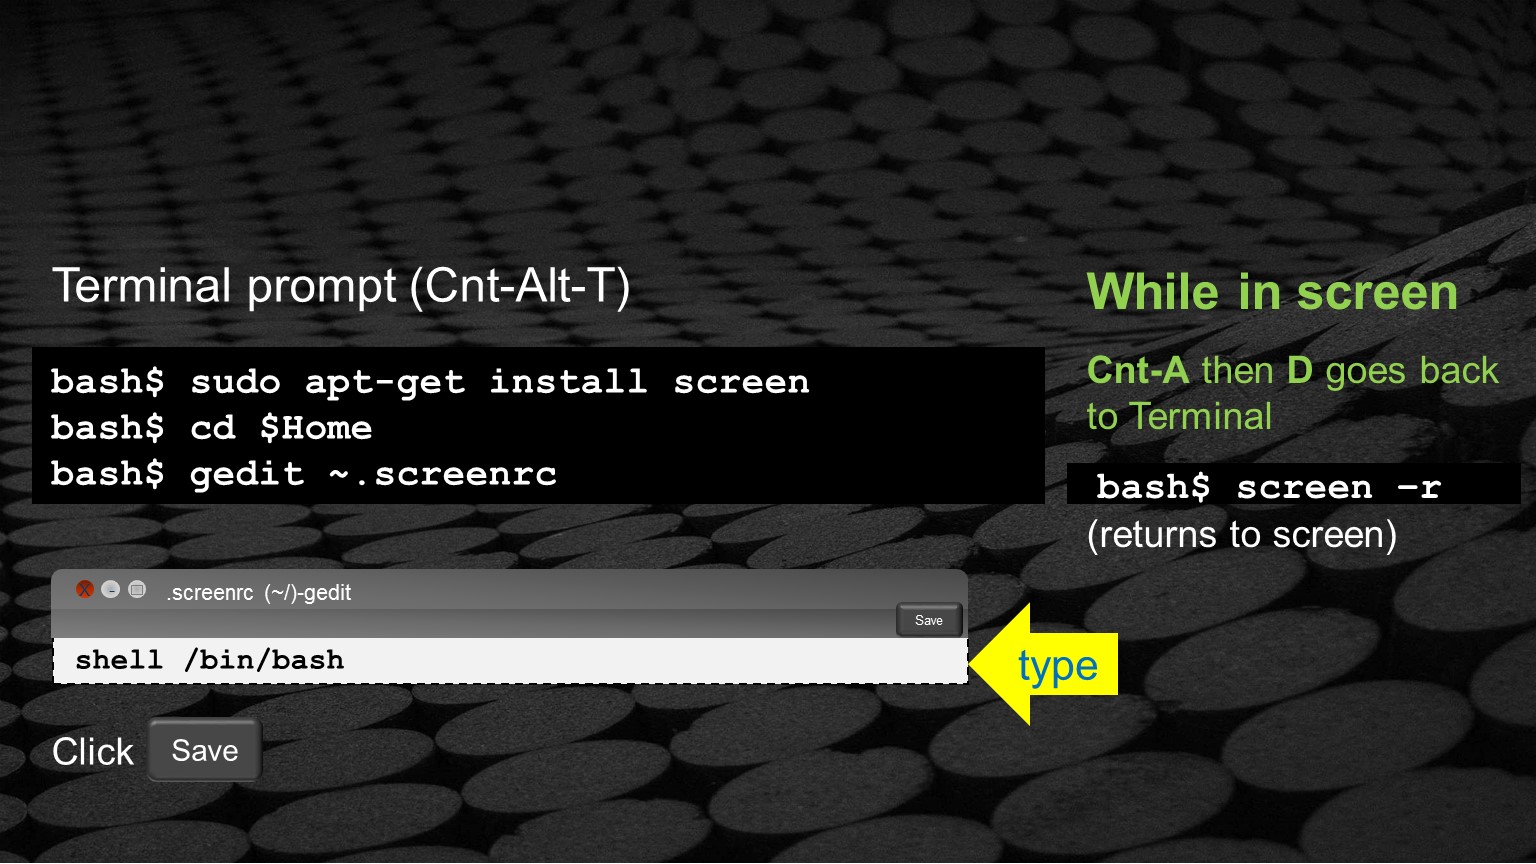 Terminal prompt (Cnt-Alt-T)
bash$ sudo apt-get install screen
bash$ cd $Home
bash$ gedit ~.screenrc
.screenrc (~/)-gedit
Save
shell /bin/bash
type
Click Save
While in screen
Cnt-A then D goes back
to Terminal
bash$ screen –r
(returns to screen)